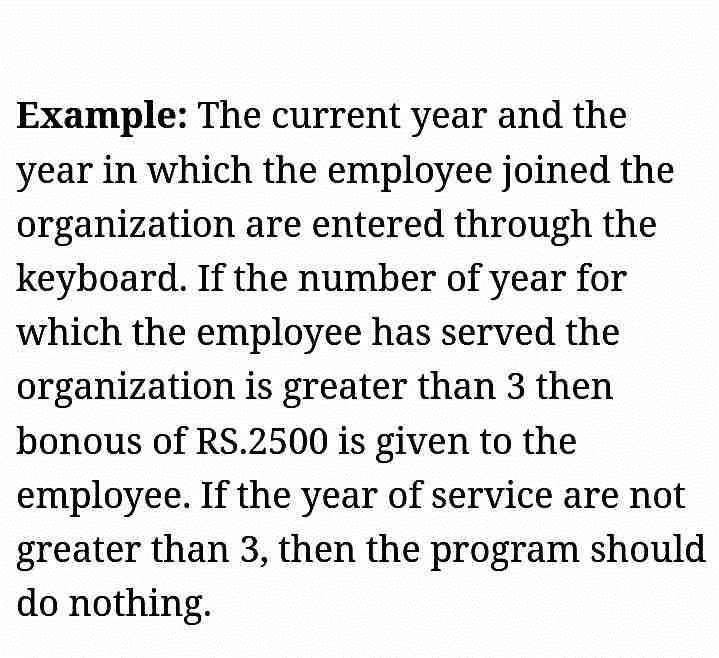 Example: The current year and the
year in which the employee joined the
organization are entered through the
keyboard. If the number of year for
which the employee has served the
organization is greater than 3 then
bonous of RS.2500 is given to the
employee. If the year of service are not
greater than 3, then the program should
do nothing.